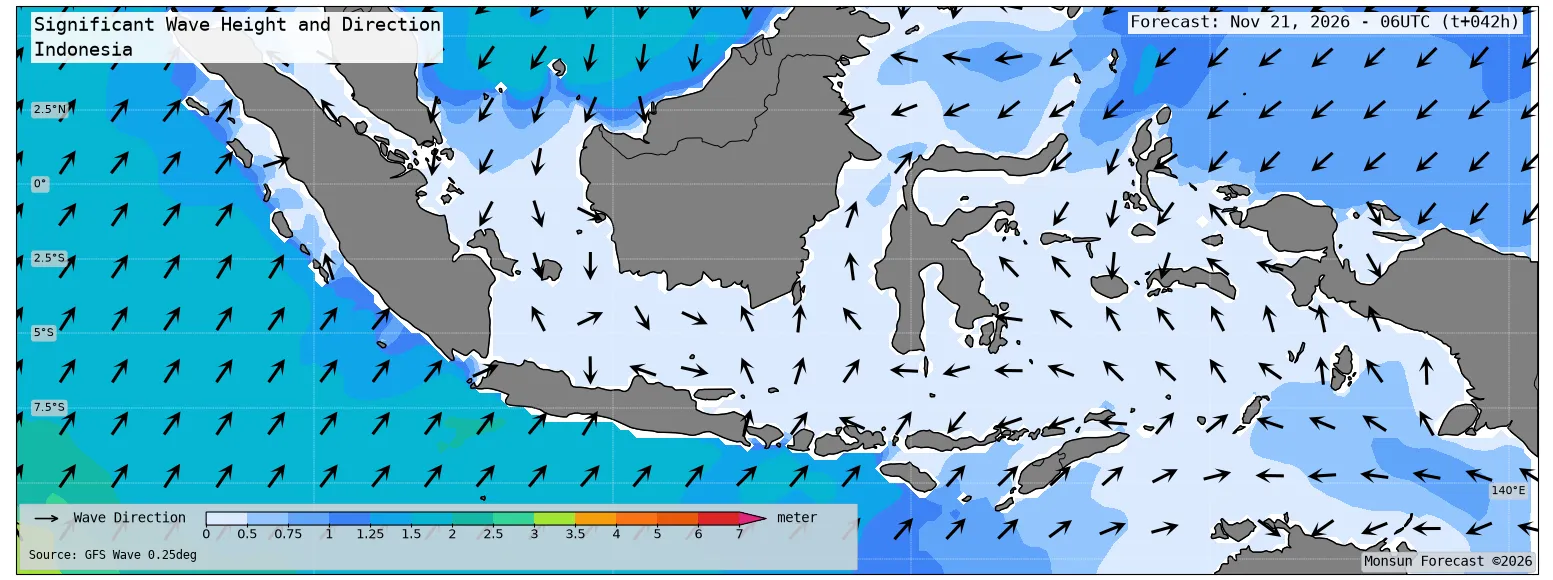 Significant Wave Height and Direction
Indonesia
Forecast: Nov 21, 2026 - 06UTC (t+042h)
2.5°N
0°
2.5°S
5°S
7.5°S
140°E
Wave Direction
0 0.5 0.75 1 1.25 1.5 2 2.5 3 3.5 4 5 6 7
meter
Source: GFS Wave 0.25deg
Monsun Forecast ©2026